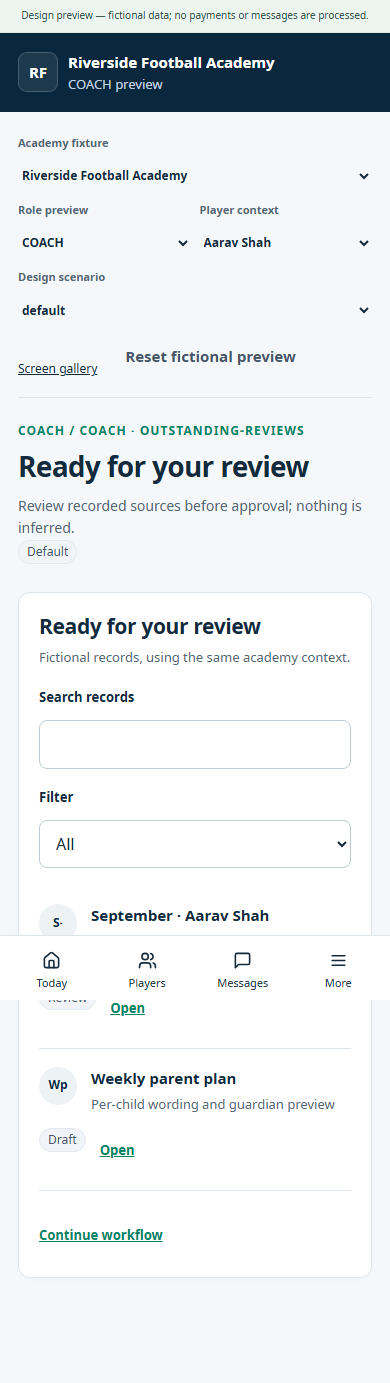 Design preview — fictional data; no payments or messages are processed.
RF
Riverside Football Academy
COACH preview
Academy fixture
Riverside Football Academy
Role preview
Player context
COACH
Aarav Shah
Design scenario
default
Screen gallery
Reset fictional preview
COACH / COACH · OUTSTANDING-REVIEWS
Ready for your review
Review recorded sources before approval; nothing is
inferred.
Default
Ready for your review
Fictional records, using the same academy context.
Search records
Filter
All
S·
September · Aarav Shah
Today
Players
Messages
More
Review
Open
Wp
Weekly parent plan
Per-child wording and guardian preview
Draft
Open
Continue workflow